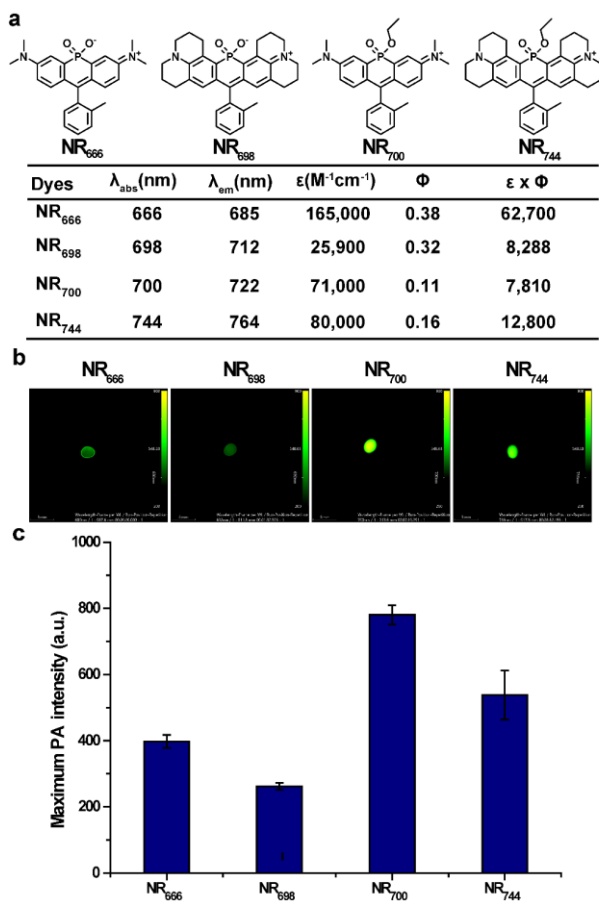 a
O O⁻ O O⁻ O O O O
P P P P
N N⁺ N N⁺ N N⁺ N N⁺
NR₆₆₆ NR₆₉₈ NR₇₀₀ NR₇₄₄
Dyes λabs(nm) λem(nm) ε(M⁻¹cm⁻¹) Φ ε x Φ
NR₆₆₆ 666 685 165,000 0.38 62,700
NR₆₉₈ 698 712 25,900 0.32 8,288
NR₇₀₀ 700 722 71,000 0.11 7,810
NR₇₄₄ 744 764 80,000 0.16 12,800
b
NR₆₆₆ NR₆₉₈ NR₇₀₀ NR₇₄₄
c
Maximum PA intensity (a.u.)
1000
800
600
400
200
0
NR₆₆₆ NR₆₉₈ NR₇₀₀ NR₇₄₄